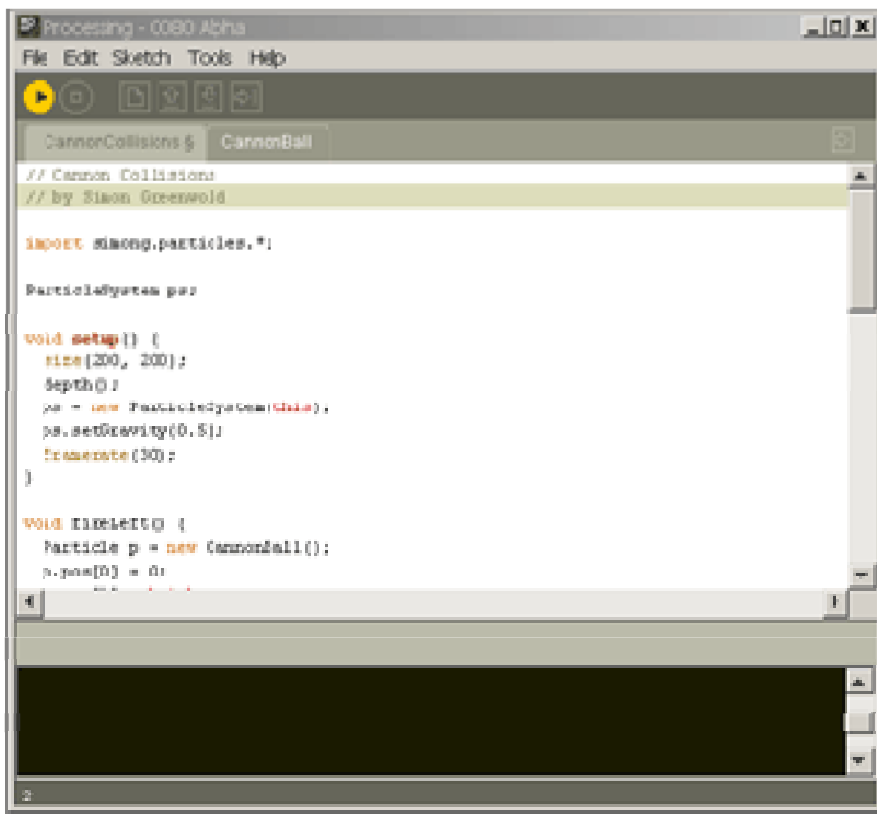 Processing - 0080 Alpha
File Edit Sketch Tools Help
CannonCollisions § CannonBall
// Cannon Collisions
// by Simon Greenwold
import simong.particles.*;
ParticleSystem ps;
void setup() {
size(200, 200);
depth();
ps = new ParticleSystem(this);
ps.setGravity(0.5);
framerate(30);
}
void fireLeft() {
Particle p = new CannonBall();
p.pos[0] = 0;
2